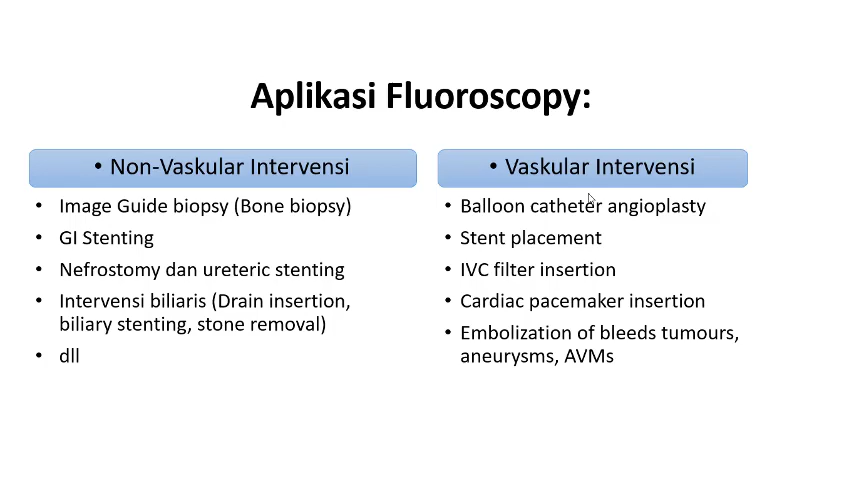 Aplikasi Fluoroscopy:
• Non-Vaskular Intervensi
• Image Guide biopsy (Bone biopsy)
• GI Stenting
• Nefrostomy dan ureteric stenting
• Intervensi biliaris (Drain insertion,
biliary stenting, stone removal)
• dll
• Vaskular Intervensi
• Balloon catheter angioplasty
• Stent placement
• IVC filter insertion
• Cardiac pacemaker insertion
• Embolization of bleeds tumours,
aneurysms, AVMs